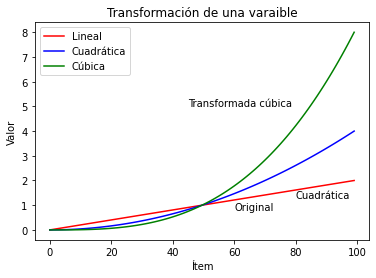 Transformación de una varaible
Lineal
Cuadrática
Cúbica
Transformada cúbica
Cuadrática
Original
Valor
8
7
6
5
4
3
2
1
0
0
20
40
60
80
100
Ítem